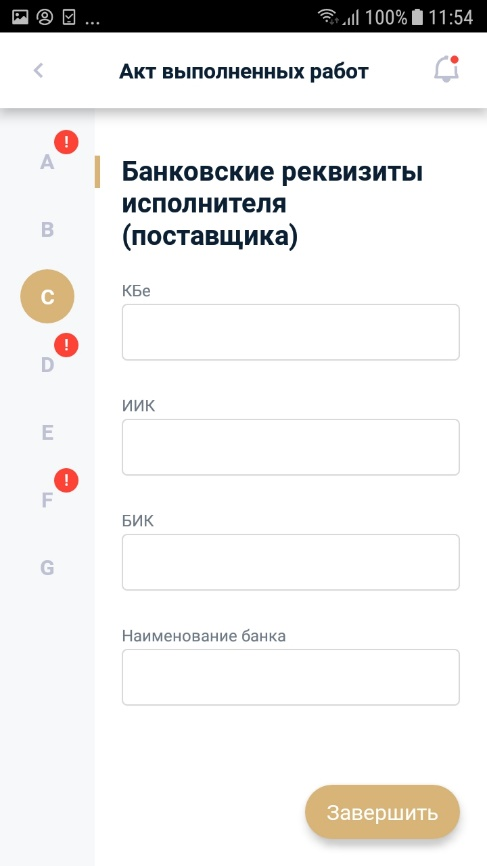 ... 100% 11:54
Акт выполненных работ
A !
B
C
D !
E
F !
G
Банковские реквизиты
исполнителя
(поставщика)
КБе
ИИК
БИК
Наименование банка
Завершить